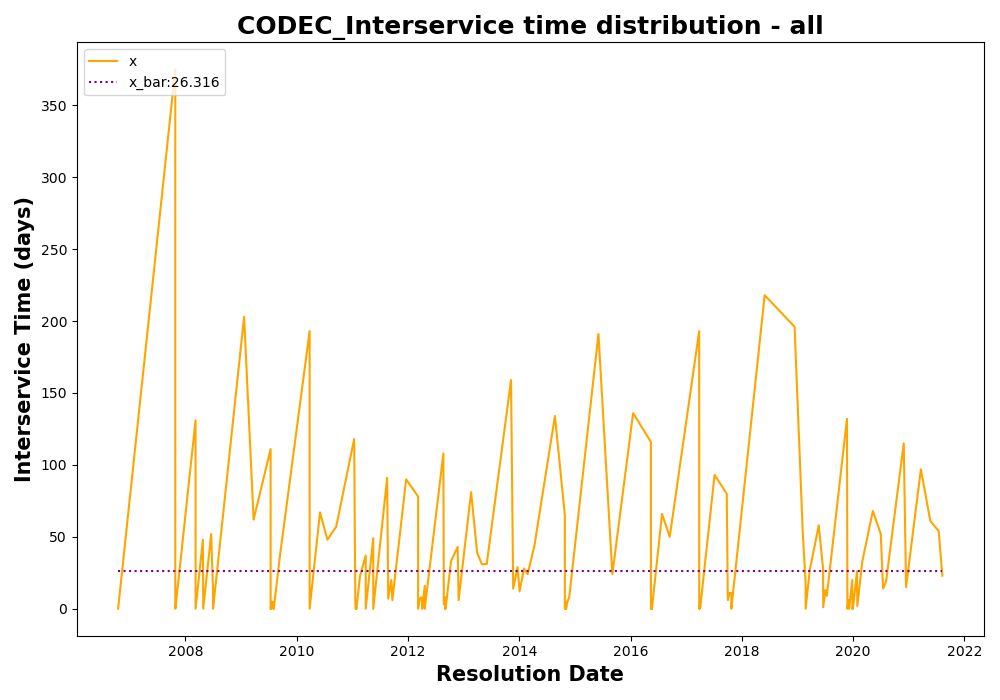 CODEC_Interservice time distribution - all
x
x_bar:26.316
Interservice Time (days)
350
300
250
200
150
100
50
0
2008 2010 2012 2014 2016 2018 2020 2022
Resolution Date